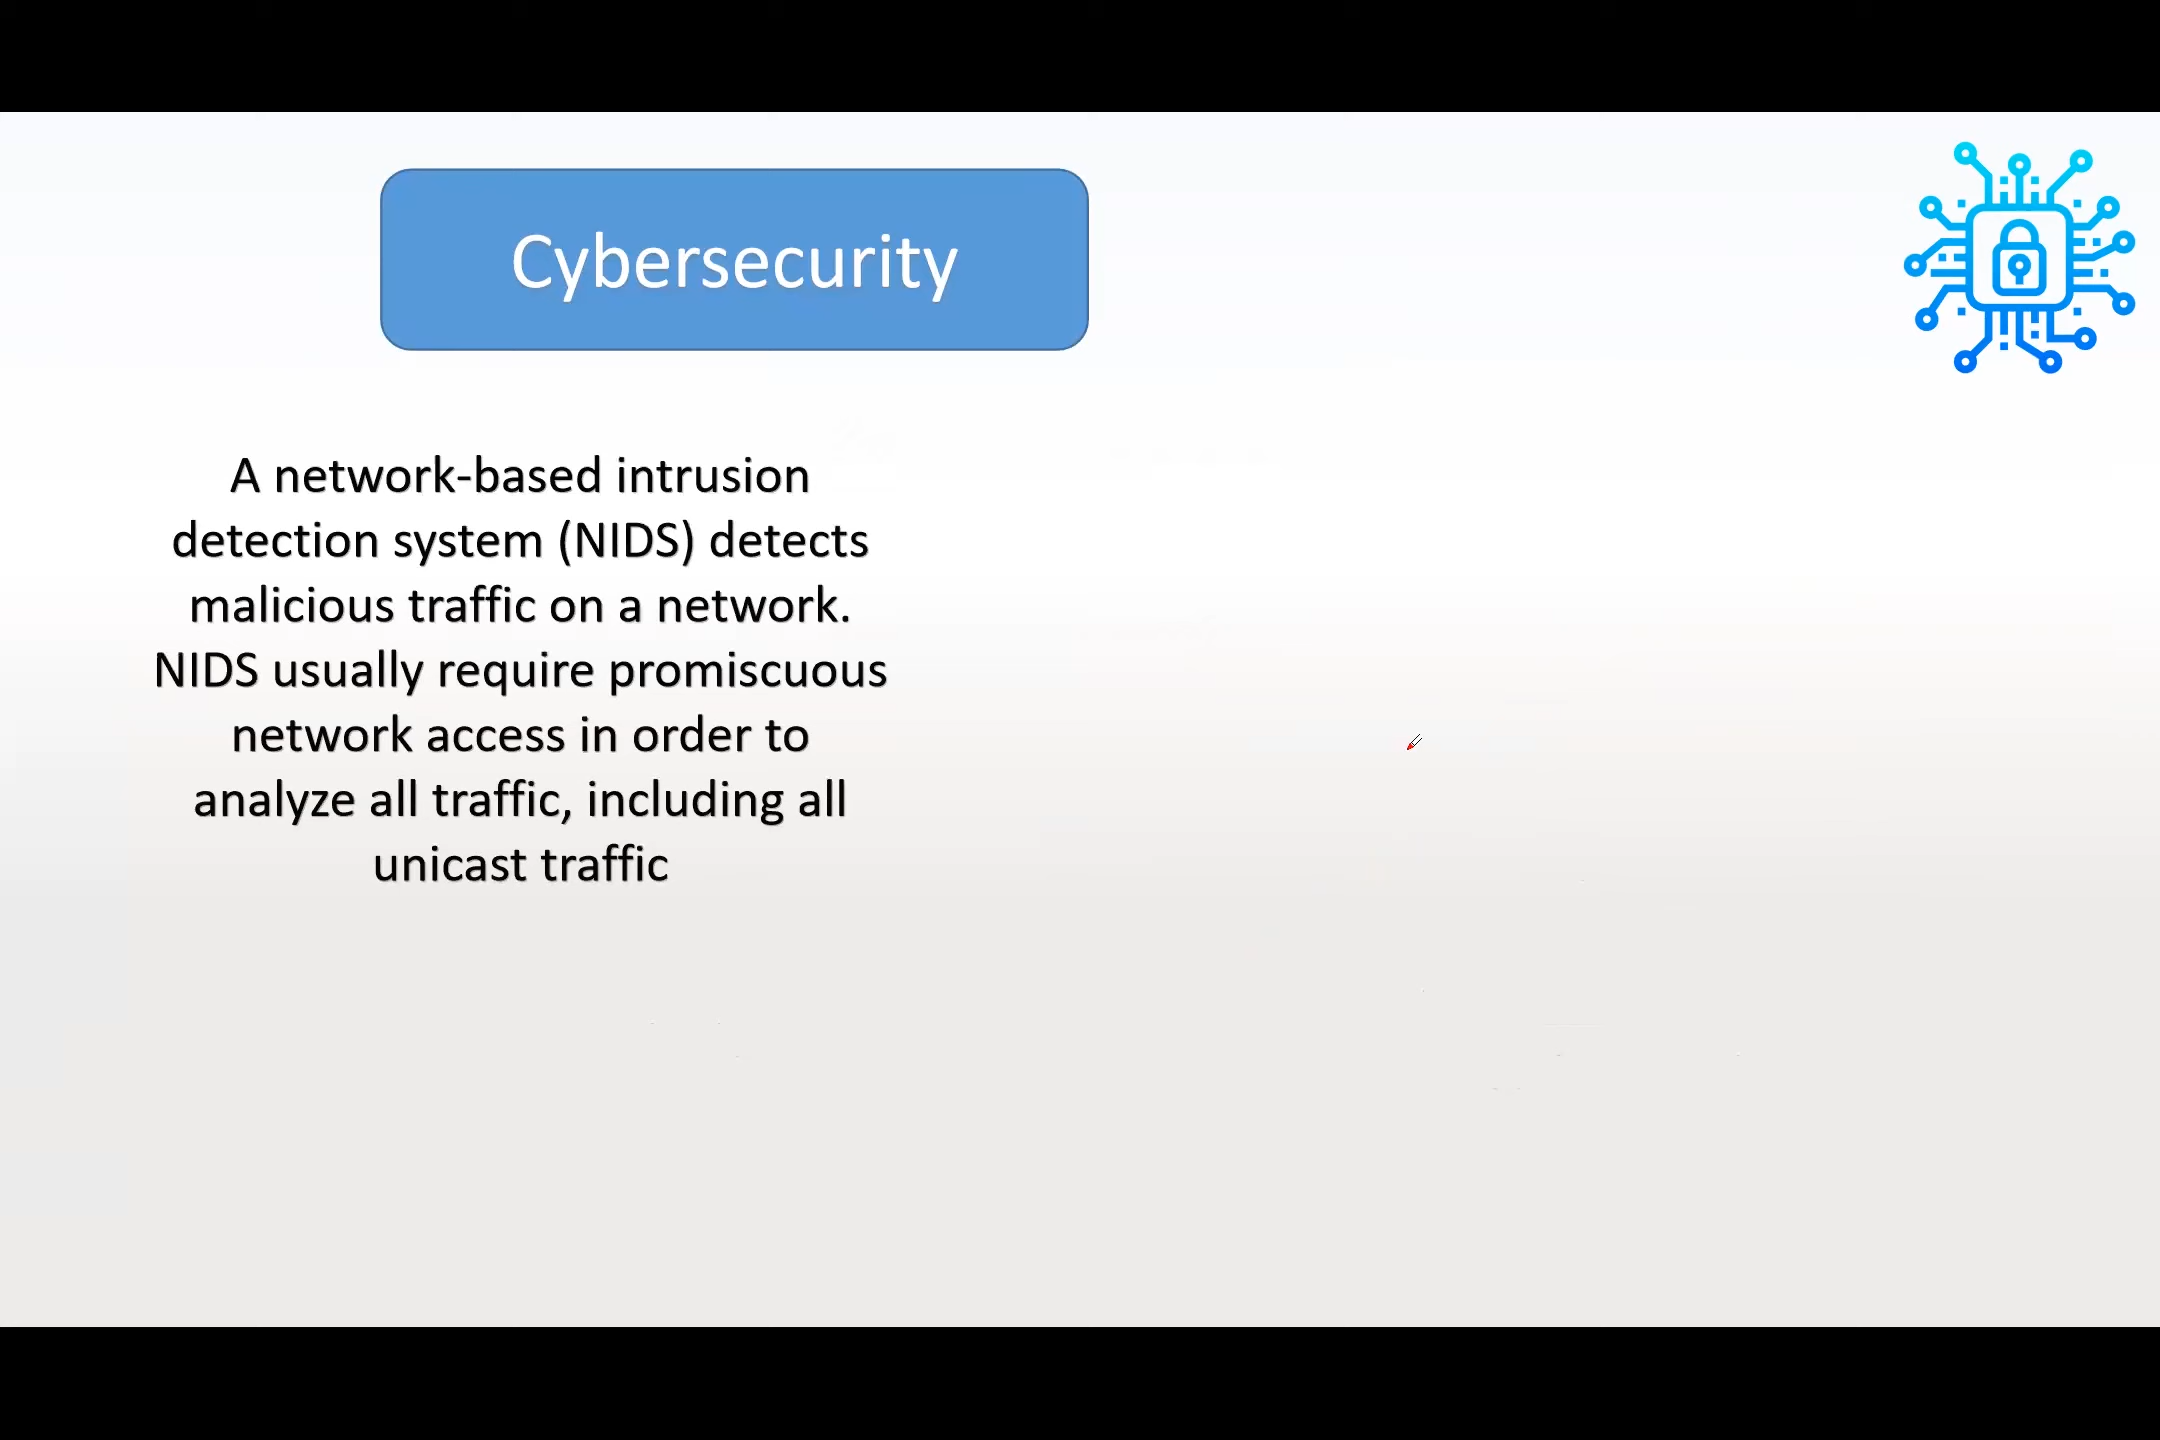 Cybersecurity
A network-based intrusion
detection system (NIDS) detects
malicious traffic on a network.
NIDS usually require promiscuous
network access in order to
analyze all traffic, including all
unicast traffic